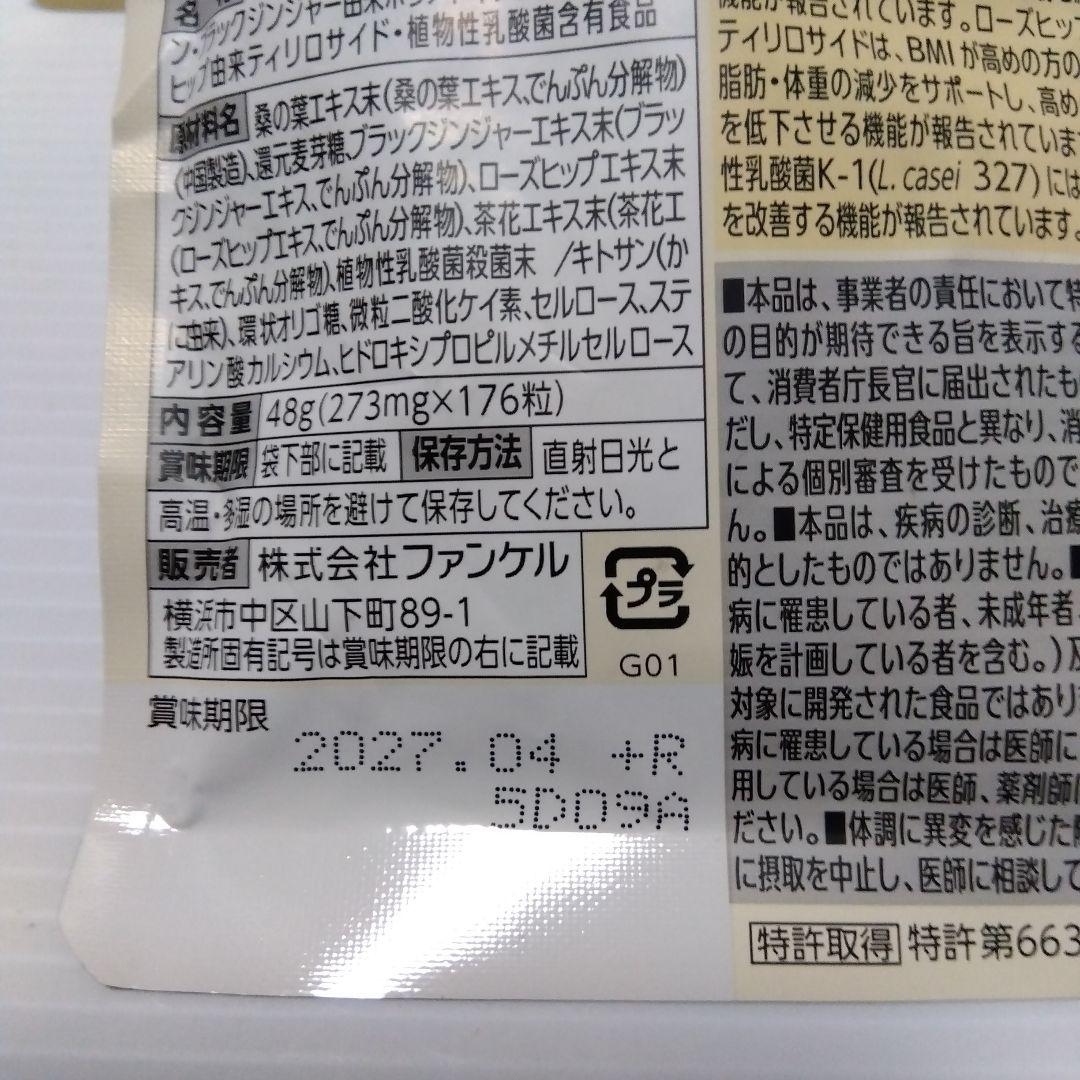 名
ン・ブラックジンジャー由来ポリ
ヒップ由来ティリロサイド・植物性乳酸菌含有食品
原材料名 桑の葉エキス末(桑の葉エキス、でんぷん分解物)
(中国製造)、還元麦芽糖、ブラックジンジャーエキス末(ブラッ
クジンジャーエキス、でんぷん分解物)、ローズヒップエキス末
(ローズヒップエキス、でんぷん分解物)、茶花エキス末(茶花エ
キス、でんぷん分解物)、植物性乳酸菌殺菌末 /キトサン(か
に由来)、環状オリゴ糖、微粒二酸化ケイ素、セルロース、ステ
アリン酸カルシウム、ヒドロキシプロピルメチルセルロース
内容量 48g(273mg×176粒)
賞味期限 袋下部に記載 保存方法 直射日光と
高温・多湿の場所を避けて保存してください。
販売者 株式会社ファンケル
横浜市中区山下町89-1
製造所固有記号は賞味期限の右に記載
プラ
G01
賞味期限
2027.04 +R
5D09A
機能が報告されています。ローズヒップ
ティリロサイドは、BMIが高めの方の
脂肪・体重の減少をサポートし、高め
を低下させる機能が報告されていま
性乳酸菌K-1(L.casei 327)には
を改善する機能が報告されています。
■本品は、事業者の責任において特
の目的が期待できる旨を表示する
て、消費者庁長官に届出されたも
だし、特定保健用食品と異なり、消
による個別審査を受けたもので
ん。■本品は、疾病の診断、治療
的としたものではありません。■
病に罹患している者、未成年者
娠を計画している者を含む。)及
対象に開発された食品ではあり
病に罹患している場合は医師に
用している場合は医師、薬剤師に
ださい。■体調に異変を感じた際
に摂取を中止し、医師に相談して
特許取得 特許第663